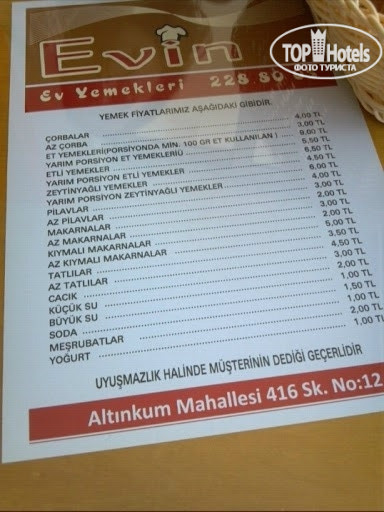 TOP Hotels
ФОТО ТУРИСТА
Evin
Ev Yemekleri 228 80
YEMEK FİYATLARIMIZ AŞAĞIDAKİ GİBİDİR.
ÇORBALAR 4,00 TL
AZ ÇORBA 3,00 TL
ET YEMEKLERİ(PORSİYONDA MİN. 100 GR ET KULLANILAN ) 9,00 TL
YARIM PORSİYON ET YEMEKLERİÜ 5,50 TL
ETLİ YEMEKLER 6,50 TL
YARIM PORSİYON ETLİ YEMEKLER 4,50 TL
ZEYTİNYAĞLI YEMEKLER 6,00 TL
YARIM PORSİYON ZEYTİNYAĞLI YEMEKLER 4,00 TL
PİLAVLAR 3,00 TL
AZ PİLAVLAR 2,00 TL
MAKARNALAR 3,00 TL
AZ MAKARNALAR 2,00 TL
KIYMALI MAKARNALAR 5,00 TL
AZ KIYMALI MAKARNALAR 3,50 TL
TATLILAR 4,50 TL
AZ TATLILAR 3,00 TL
CACIK 2,00 TL
KÜÇÜK SU 1,00 TL
BÜYÜK SU 1,50 TL
SODA 1,00 TL
MEŞRUBATLAR 2,00 TL
YOĞURT 1,00 TL
UYUŞMAZLIK HALİNDE MÜŞTERİNİN DEDİĞİ GEÇERLİDİR
Altınkum Mahallesi 416 Sk. No:12